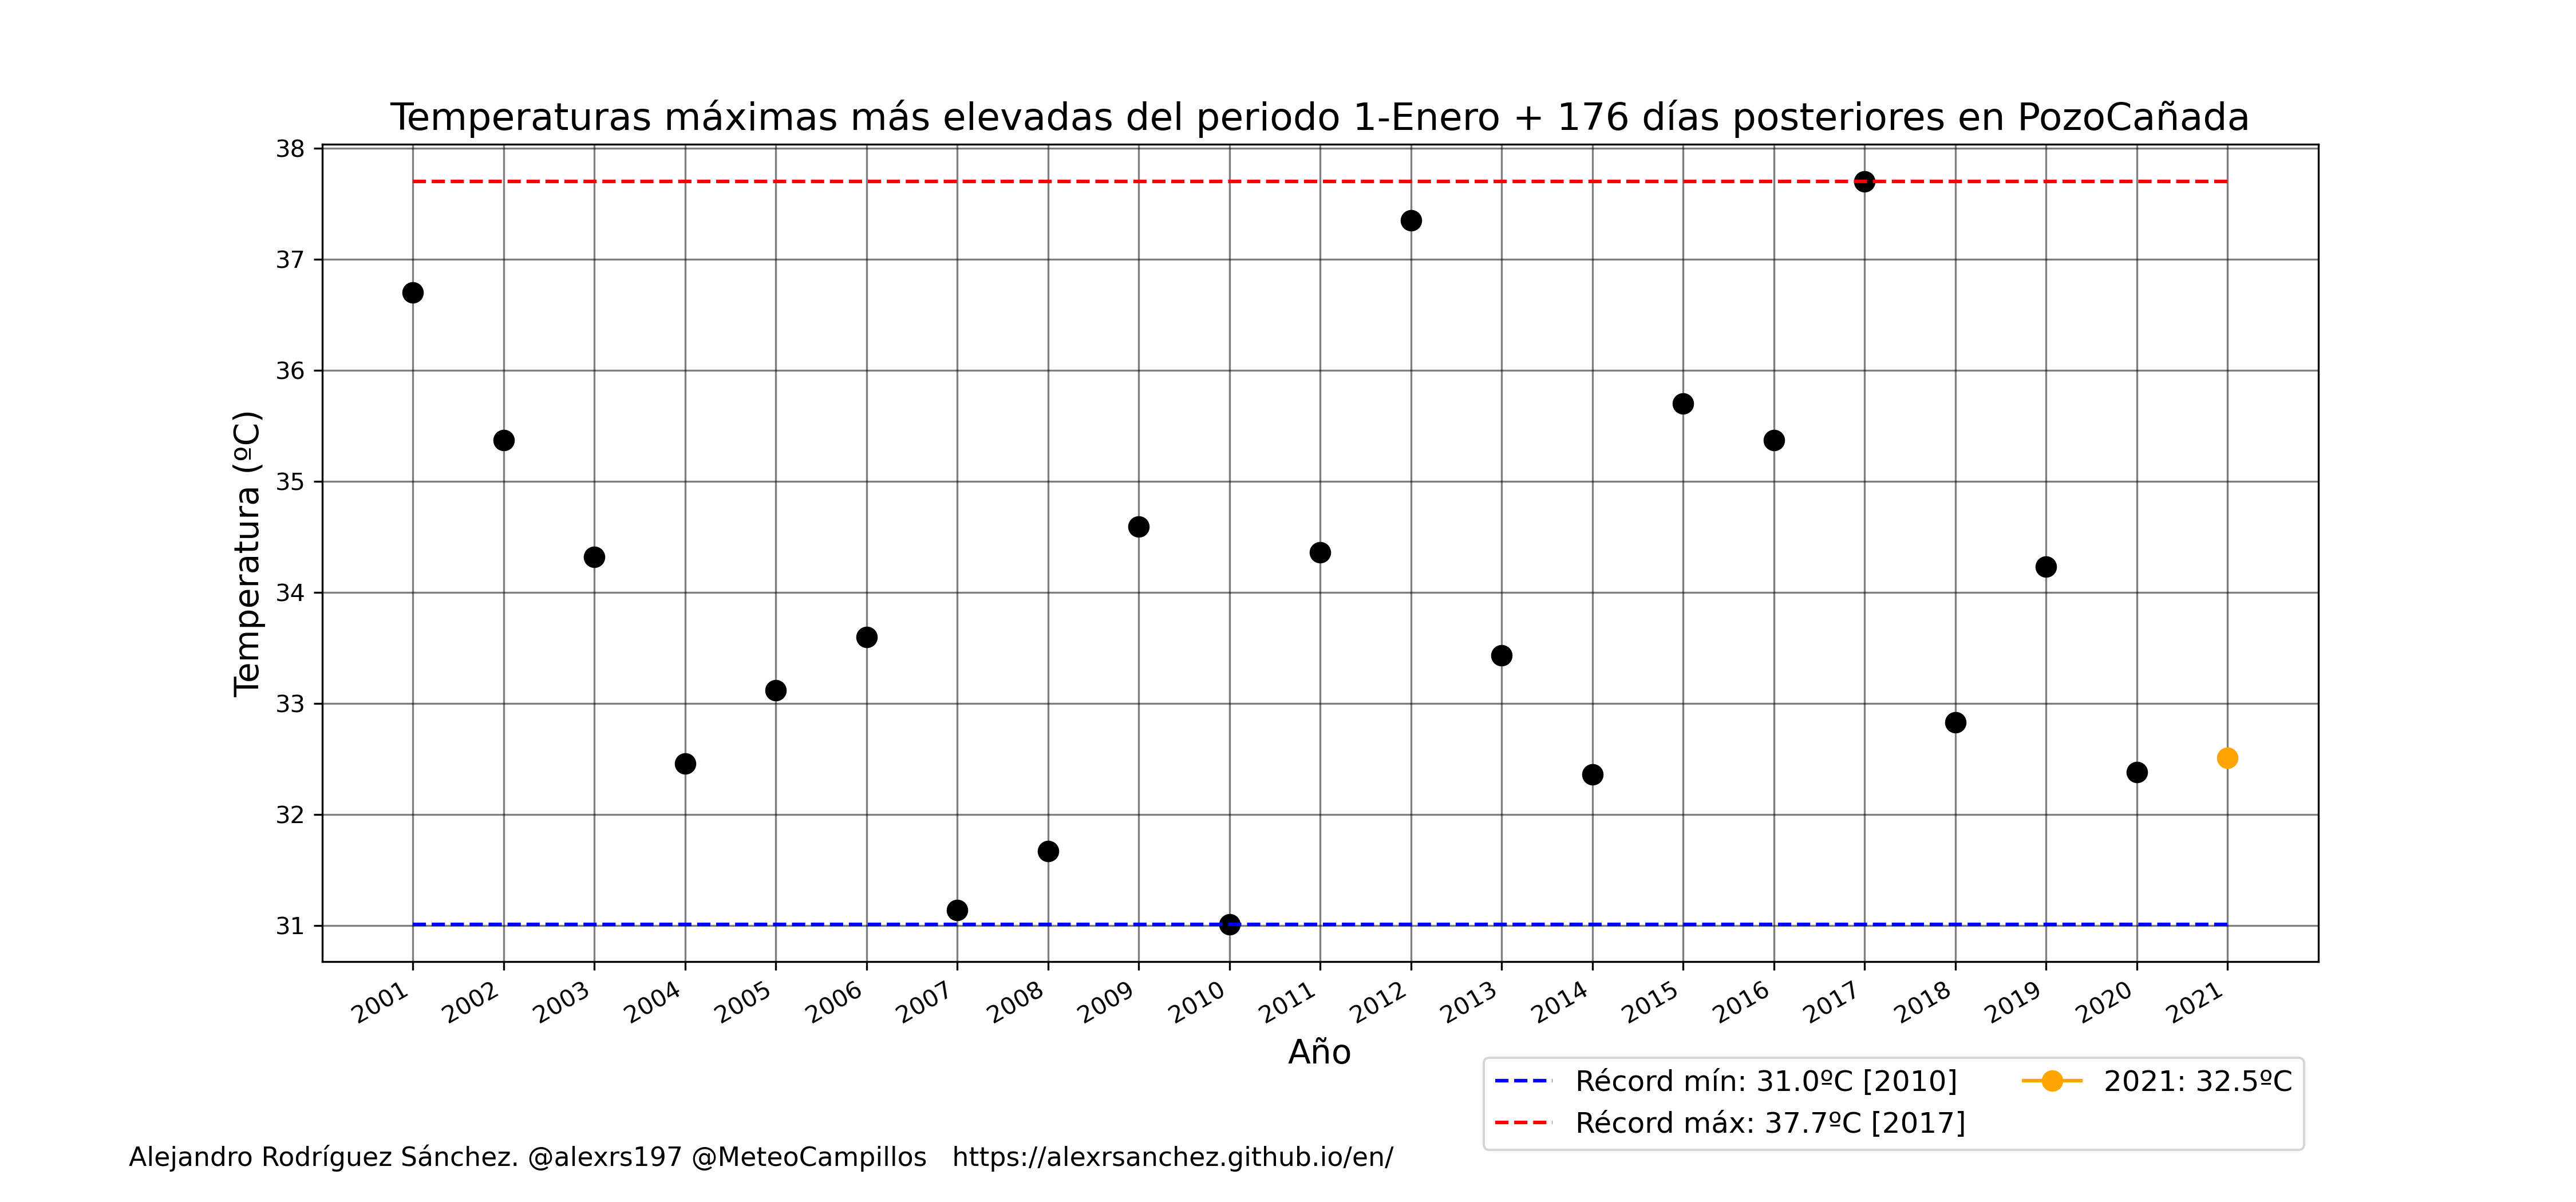 Temperaturas máximas más elevadas del periodo 1-Enero + 176 días posteriores en PozoCañada
Temperatura (ºC)
38
37
36
35
34
33
32
31
2001 2002 2003 2004 2005 2006 2007 2008 2009 2010 2011 2012 2013 2014 2015 2016 2017 2018 2019 2020 2021
Año
Récord mín: 31.0ºC [2010]
Récord máx: 37.7ºC [2017]
2021: 32.5ºC
Alejandro Rodríguez Sánchez. @alexrs197 @MeteoCampillos https://alexrsanchez.github.io/en/